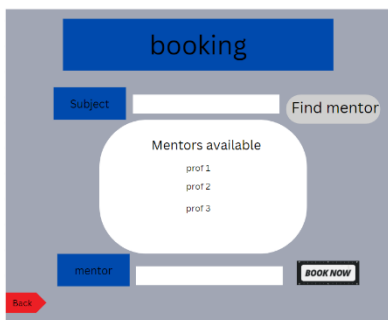 booking
Subject
Find mentor
Mentors available
prof 1
prof 2
prof 3
mentor
BOOK NOW
Back